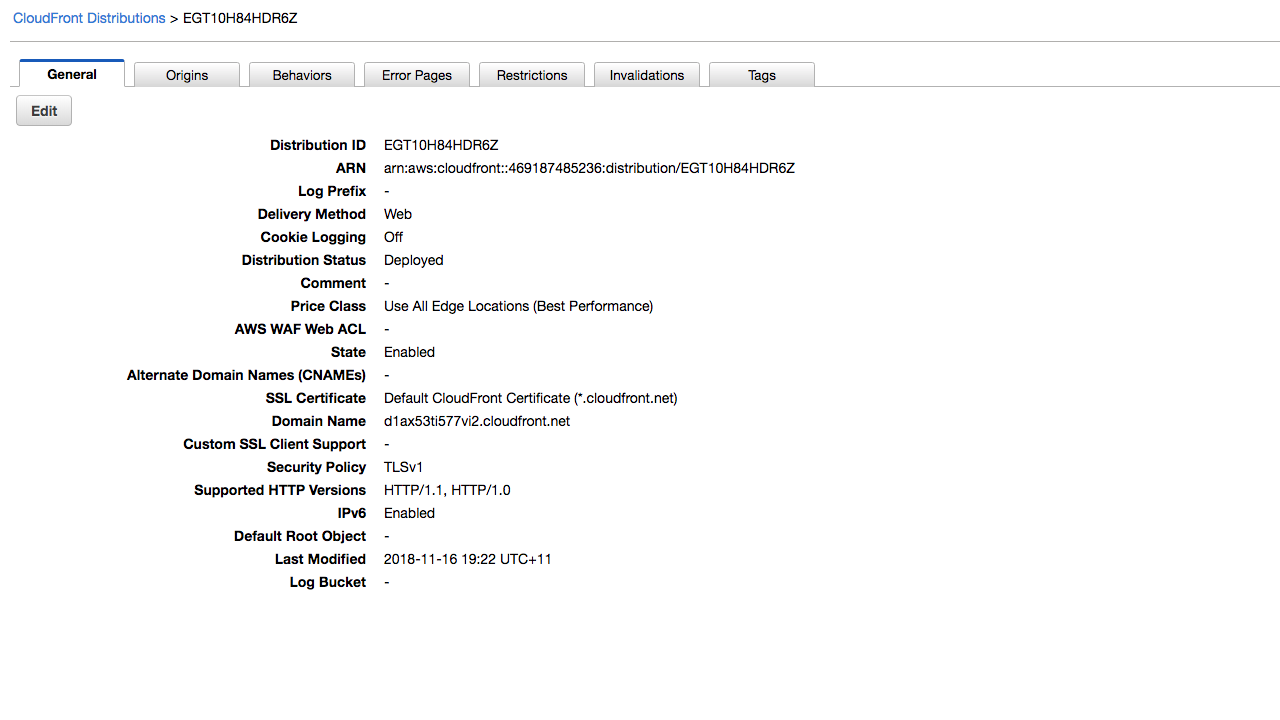 CloudFront Distributions > EGT10H84HDR6Z
General Origins Behaviors Error Pages Restrictions Invalidations Tags
Edit
Distribution ID EGT10H84HDR6Z
ARN arn:aws:cloudfront::469187485236:distribution/EGT10H84HDR6Z
Log Prefix -
Delivery Method Web
Cookie Logging Off
Distribution Status Deployed
Comment -
Price Class Use All Edge Locations (Best Performance)
AWS WAF Web ACL -
State Enabled
Alternate Domain Names (CNAMEs) -
SSL Certificate Default CloudFront Certificate (*.cloudfront.net)
Domain Name d1ax53ti577vi2.cloudfront.net
Custom SSL Client Support -
Security Policy TLSv1
Supported HTTP Versions HTTP/1.1, HTTP/1.0
IPv6 Enabled
Default Root Object -
Last Modified 2018-11-16 19:22 UTC+11
Log Bucket -